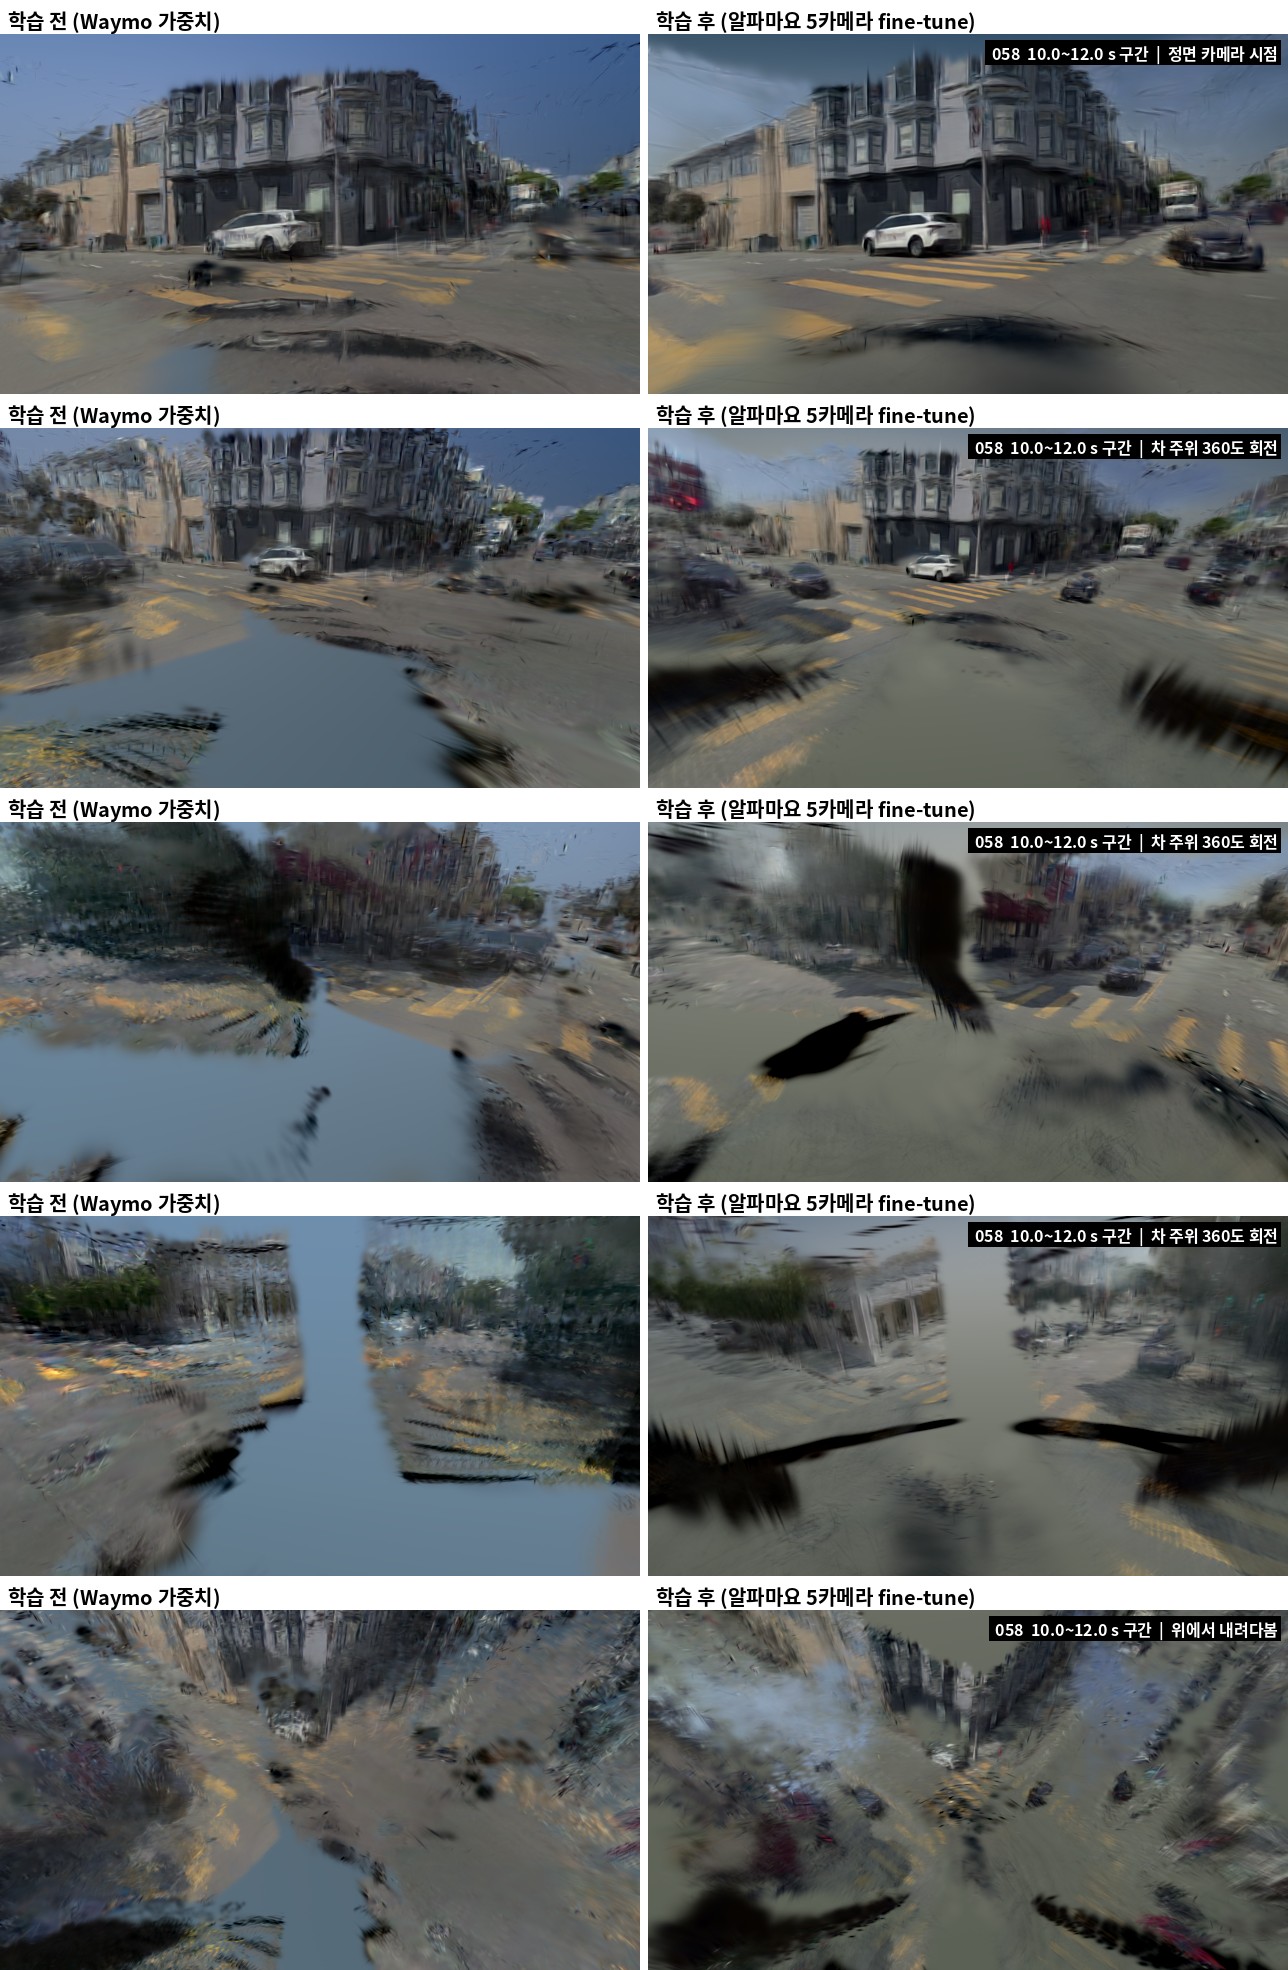 학습 전 (Waymo 가중치)
학습 후 (알파마요 5카메라 fine-tune)
058 10.0~12.0 s 구간 | 정면 카메라 시점
학습 전 (Waymo 가중치)
학습 후 (알파마요 5카메라 fine-tune)
058 10.0~12.0 s 구간 | 차 주위 360도 회전
학습 전 (Waymo 가중치)
학습 후 (알파마요 5카메라 fine-tune)
058 10.0~12.0 s 구간 | 차 주위 360도 회전
학습 전 (Waymo 가중치)
학습 후 (알파마요 5카메라 fine-tune)
058 10.0~12.0 s 구간 | 차 주위 360도 회전
학습 전 (Waymo 가중치)
학습 후 (알파마요 5카메라 fine-tune)
058 10.0~12.0 s 구간 | 위에서 내려다봄